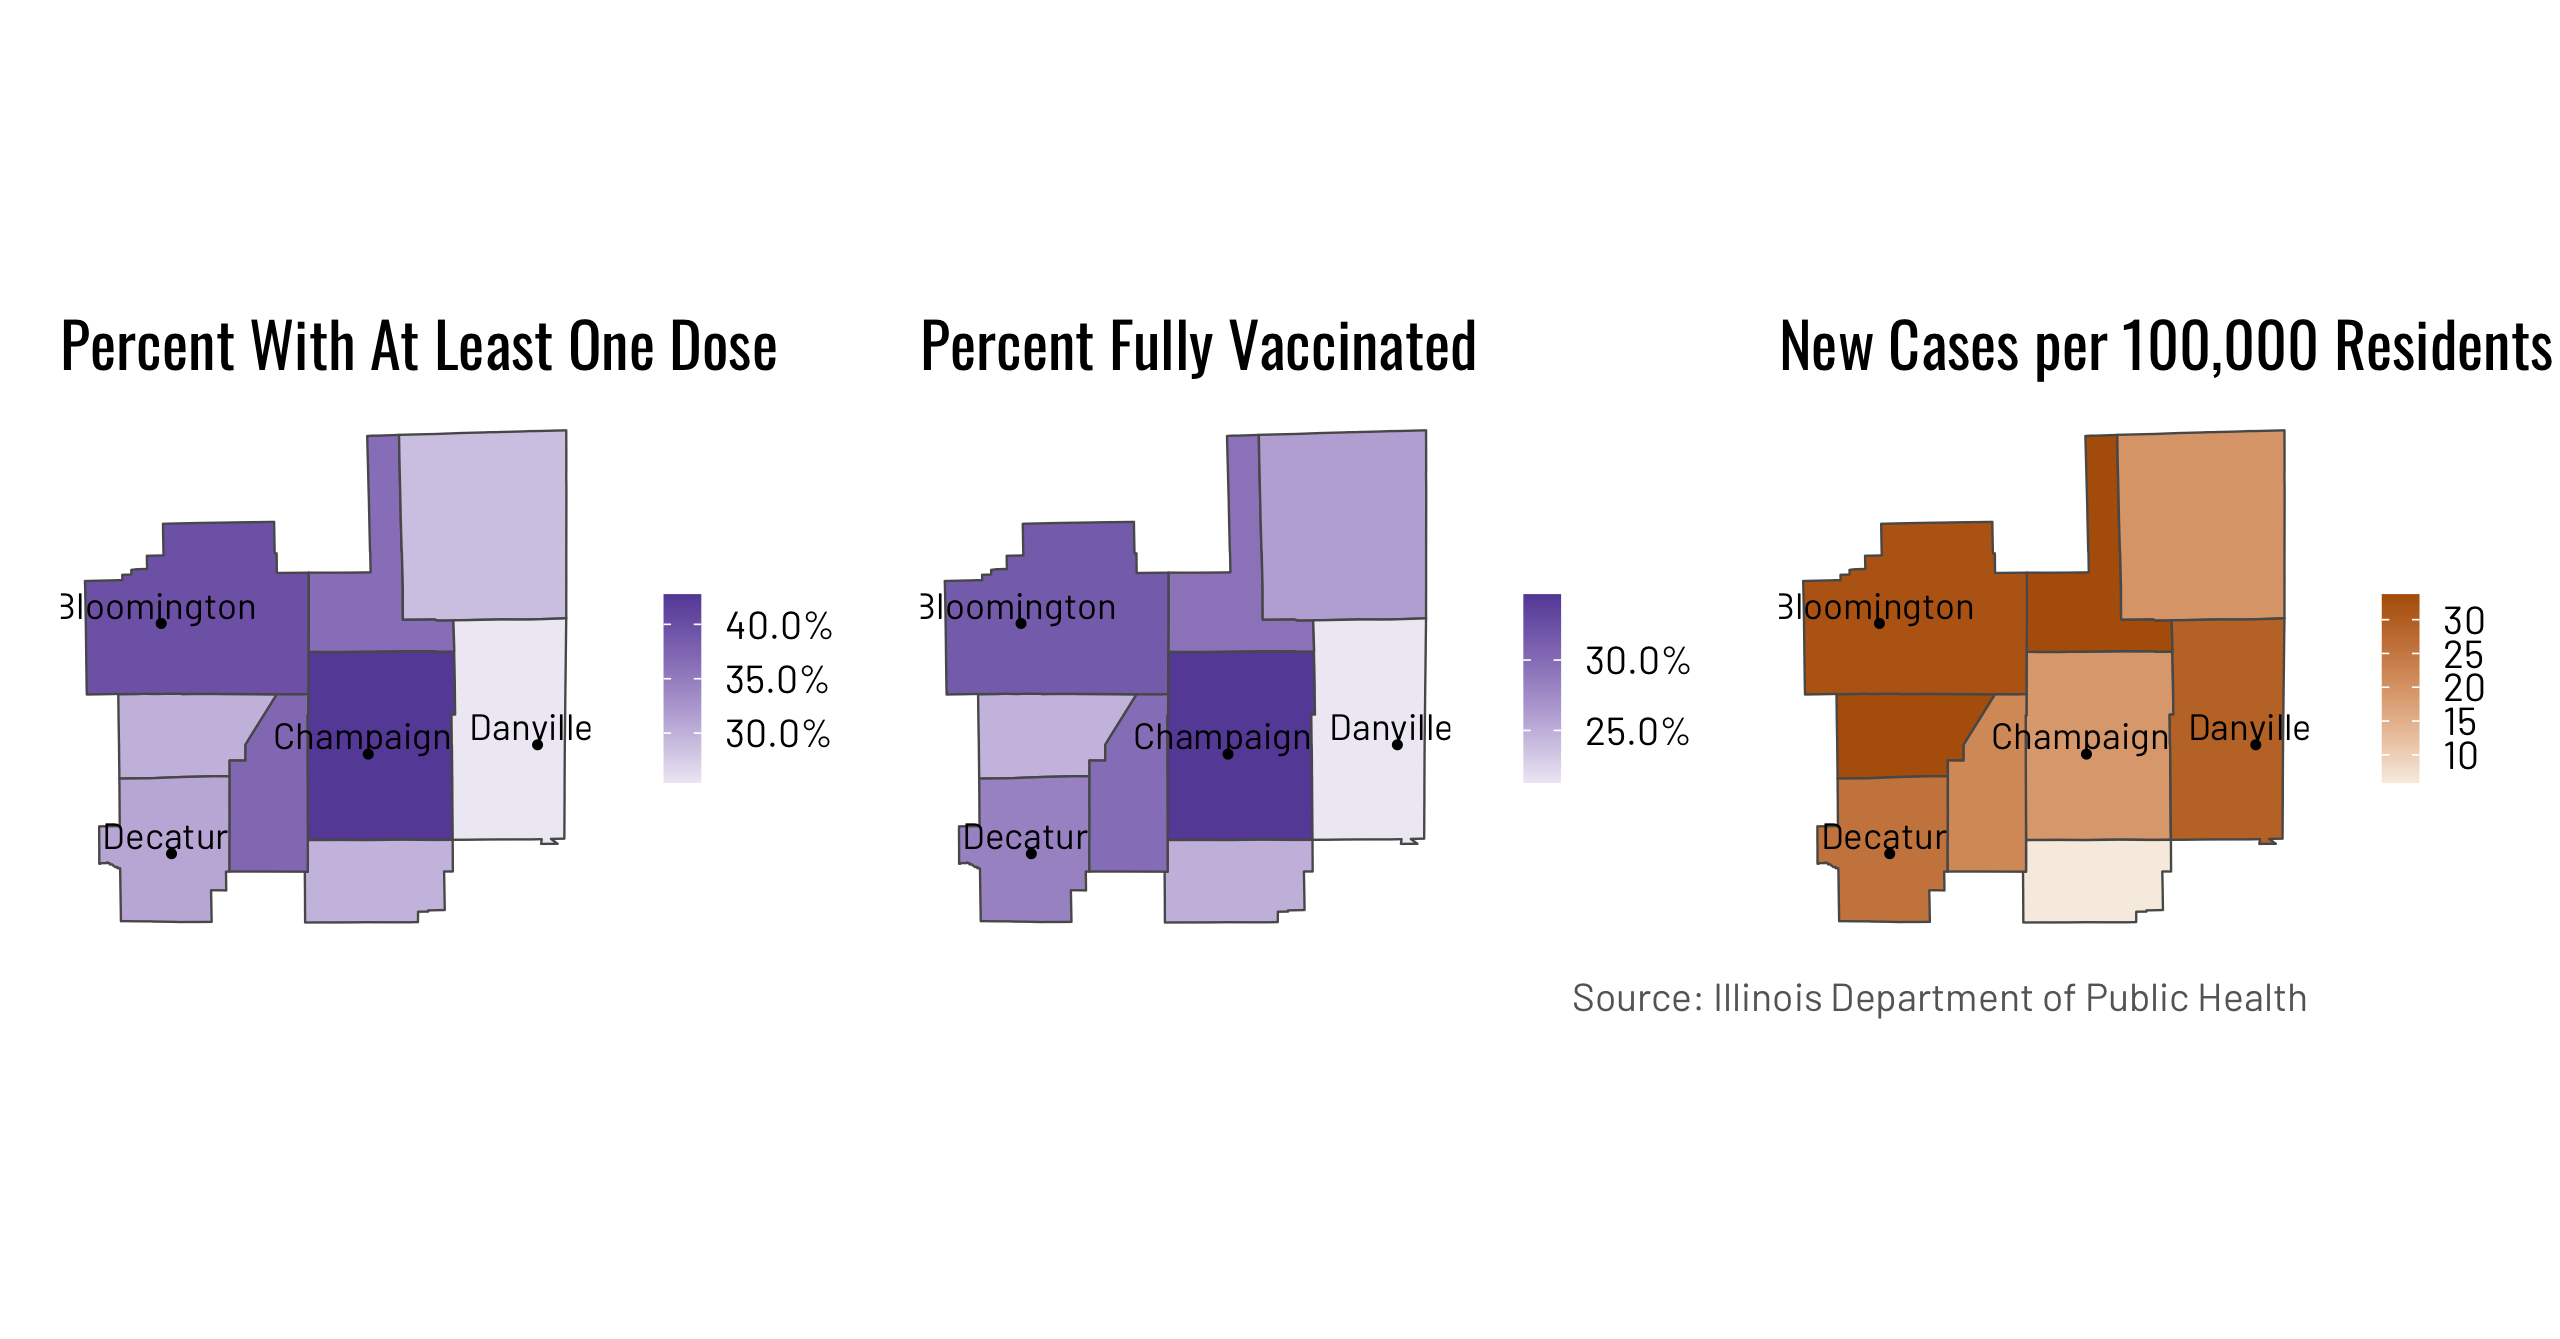 Percent With At Least One Dose
Bloomington
Champaign
Danville
Decatur
40.0%
35.0%
30.0%
Percent Fully Vaccinated
Bloomington
Champaign
Danville
Decatur
30.0%
25.0%
New Cases per 100,000 Residents
Bloomington
Champaign
Danville
Decatur
30
25
20
15
10
Source: Illinois Department of Public Health